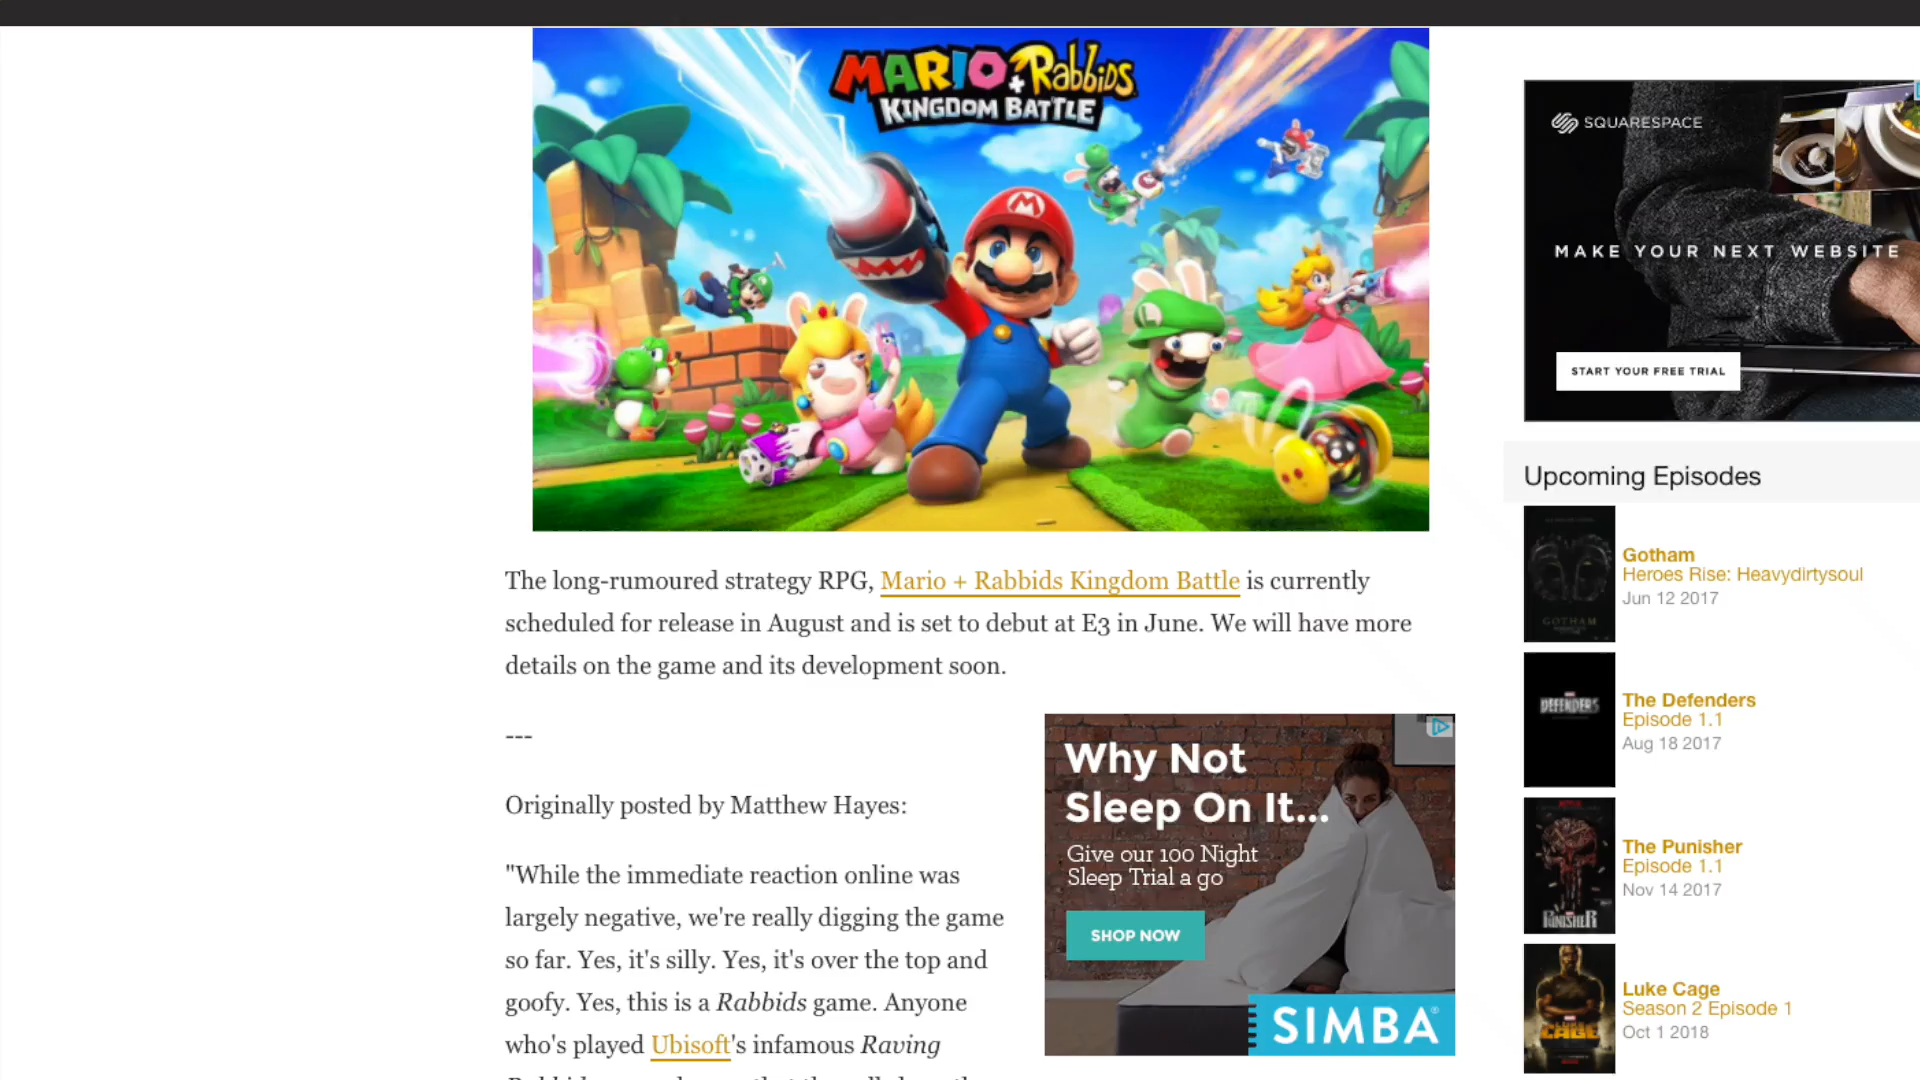 MARIO + Rabbids
KINGDOM BATTLE
The long-rumoured strategy RPG, Mario + Rabbids Kingdom Battle is currently
scheduled for release in August and is set to debut at E3 in June. We will have more
details on the game and its development soon.
---
Originally posted by Matthew Hayes:
"While the immediate reaction online was
largely negative, we're really digging the game
so far. Yes, it's silly. Yes, it's over the top and
goofy. Yes, this is a Rabbids game. Anyone
who's played Ubisoft's infamous Raving
Why Not
Sleep On It...
Give our 100 Night
Sleep Trial a go
SHOP NOW
SIMBA
SQUARESPACE
MAKE YOUR NEXT WEBSITE
START YOUR FREE TRIAL
Upcoming Episodes
GOTHAM
Gotham
Heroes Rise: Heavydirtysoul
Jun 12 2017
DEFENDERS
The Defenders
Episode 1.1
Aug 18 2017
PUNISHER
The Punisher
Episode 1.1
Nov 14 2017
CAGE
Luke Cage
Season 2 Episode 1
Oct 1 2018